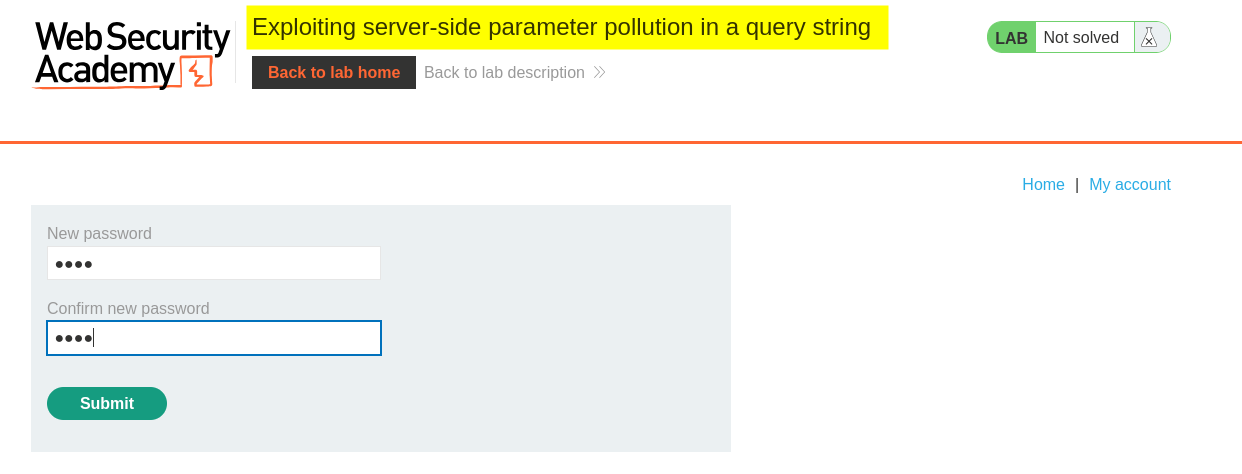 Web Security
Academy
Exploiting server-side parameter pollution in a query string
Back to lab home
Back to lab description
LAB
Not solved
Home | My account
New password
••••
Confirm new password
••••
Submit